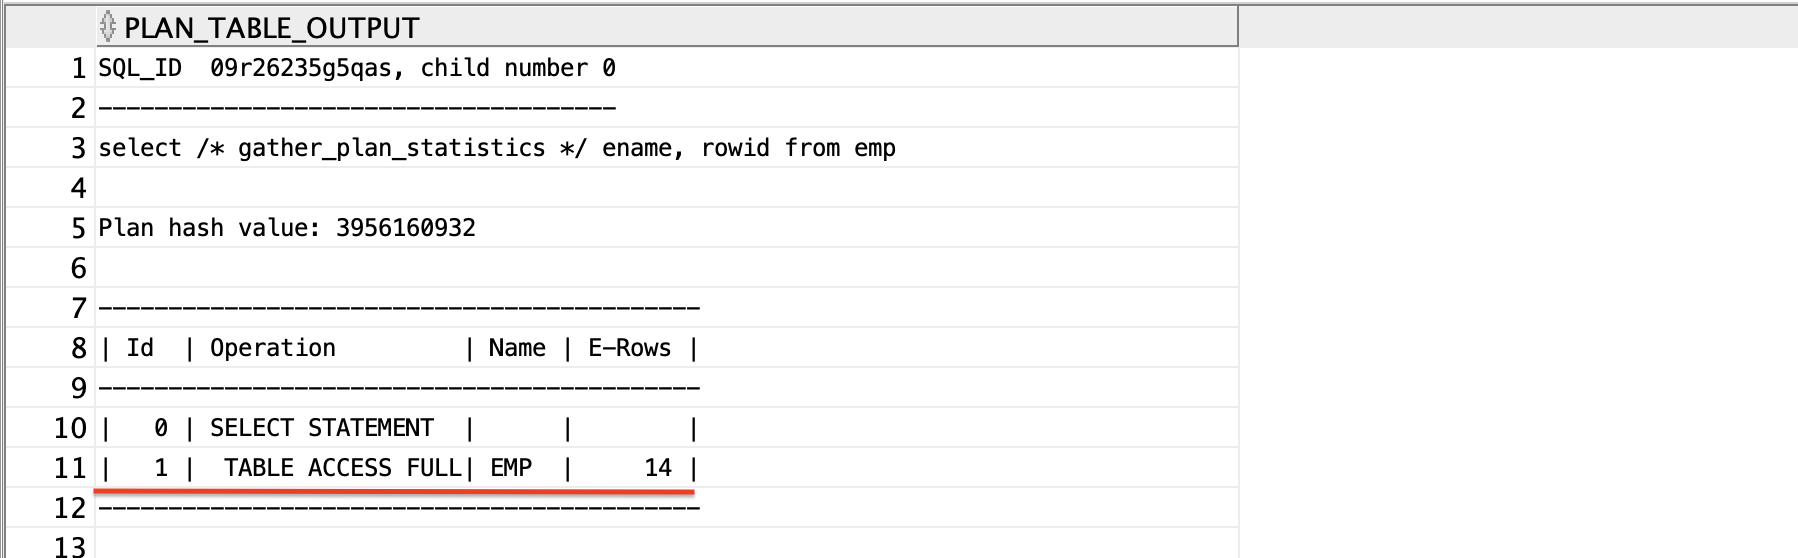 PLAN_TABLE_OUTPUT
1 SQL_ID  09r26235g5qas, child number 0
2 -------------------------------------
3 select /* gather_plan_statistics */ ename, rowid from emp
4
5 Plan hash value: 3956160932
6
7 -------------------------------------------
8 | Id  | Operation         | Name | E-Rows |
9 -------------------------------------------
10 |   0 | SELECT STATEMENT  |      |        |
11 |   1 |  TABLE ACCESS FULL| EMP  |     14 |
12 -------------------------------------------
13